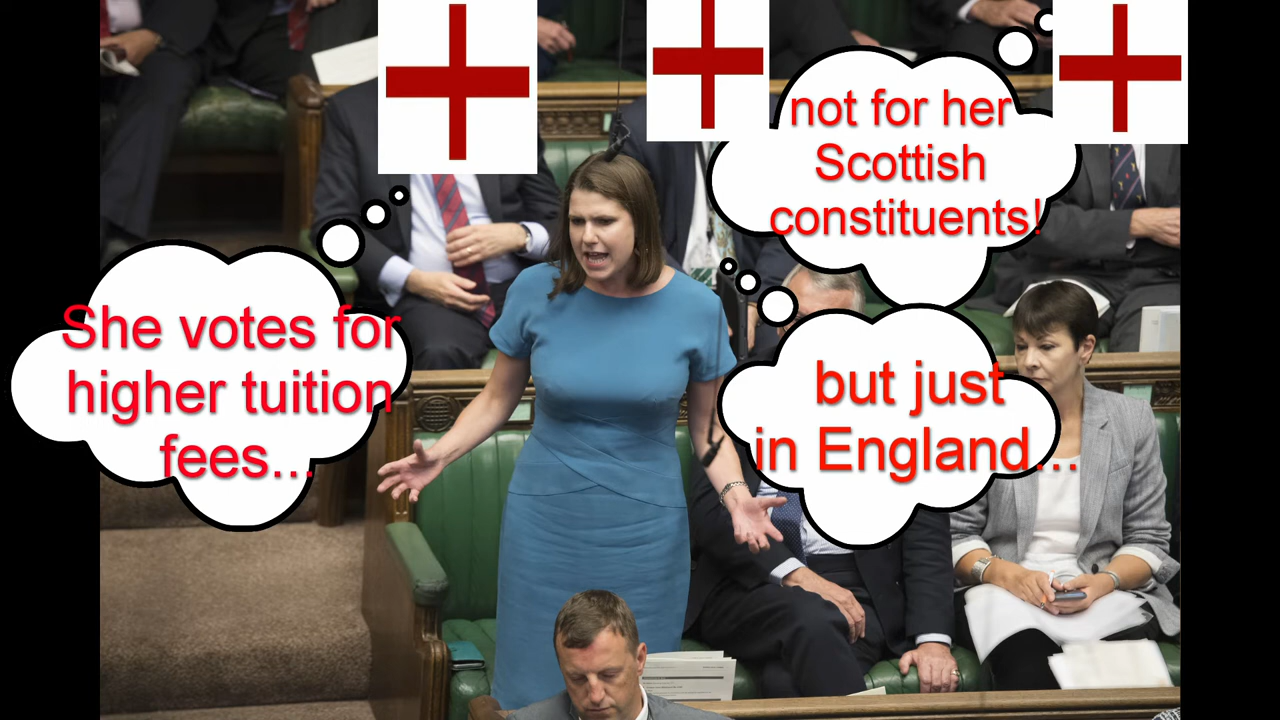 She votes for
higher tuition
fees...
but just
in England...
not for her
Scottish
constituents!